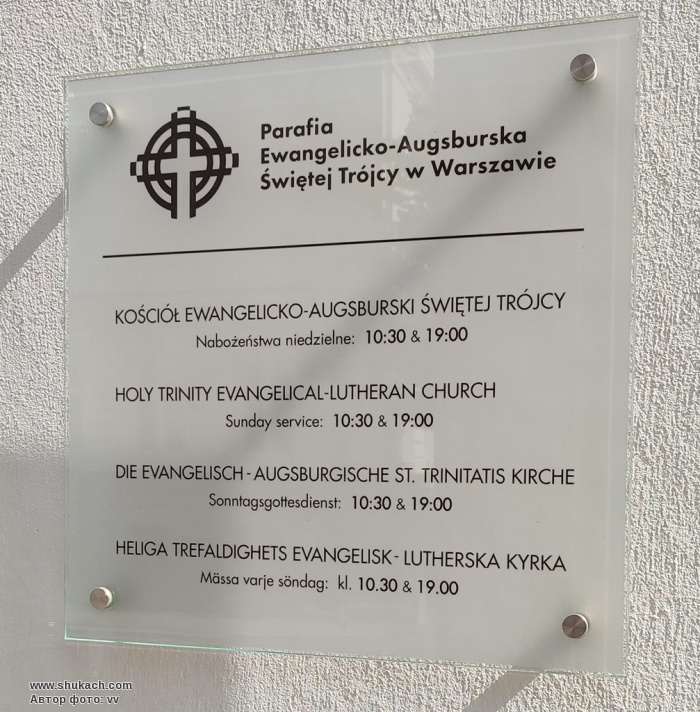 Parafia
Ewangelicko-Augsburska
Świętej Trójcy w Warszawie
KOŚCIÓŁ EWANGELICKO-AUGSBURSKI ŚWIĘTEJ TRÓJCY
Nabożeństwa niedzielne: 10:30 & 19:00
HOLY TRINITY EVANGELICAL-LUTHERAN CHURCH
Sunday service: 10:30 & 19:00
DIE EVANGELISCH - AUGSBURGISCHE ST. TRINITATIS KIRCHE
Sonntagsgottesdienst: 10:30 & 19:00
HELIGA TREFALDIGHETS EVANGELISK - LUTHERSKA KYRKA
Mässa varje söndag: kl. 10.30 & 19.00
www.shukach.com
Автор фото: vv